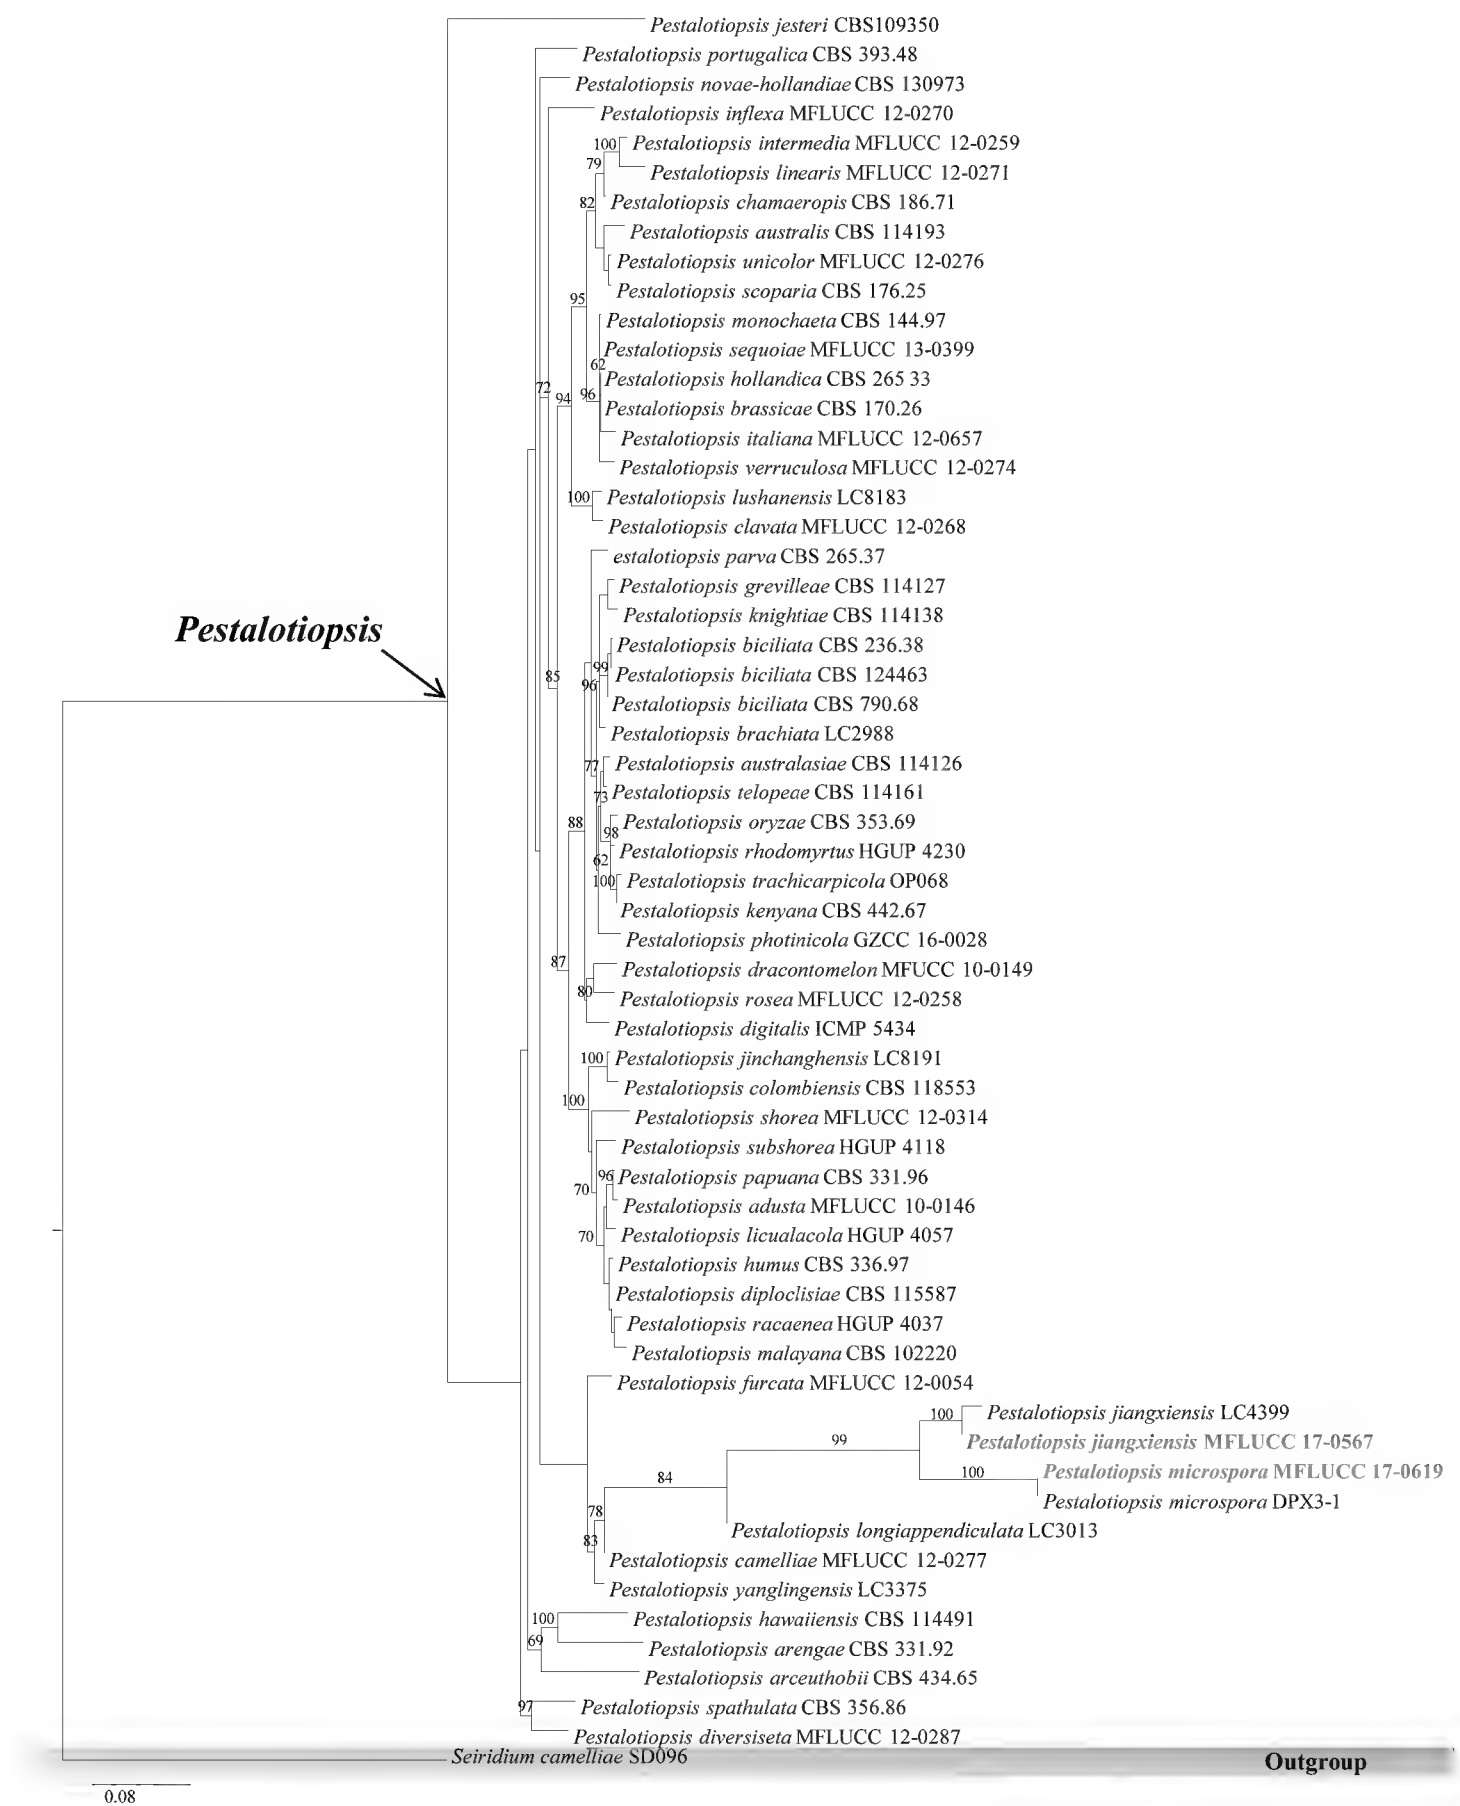 Pestalotiopsis jesteri CBS109350
Pestalotiopsis portugalica CBS 393.48
Pestalotiopsis novae-hollandiae CBS 130973
Pestalotiopsis inflexa MFLUCC 12-0270
100 Pestalotiopsis intermedia MFLUCC 12-0259
79
Pestalotiopsis linearis MFLUCC 12-0271
82 Pestalotiopsis chamaeropis CBS 186.71
Pestalotiopsis australis CBS 114193
Pestalotiopsis unicolor MFLUCC 12-0276
Pestalotiopsis scoparia CBS 176.25
95
Pestalotiopsis monochaeta CBS 144.97
Pestalotiopsis sequoiae MFLUCC 13-0399
62
Pestalotiopsis hollandica CBS 265 33
72 94 96
Pestalotiopsis brassicae CBS 170.26
Pestalotiopsis italiana MFLUCC 12-0657
Pestalotiopsis verruculosa MFLUCC 12-0274
100 Pestalotiopsis lushanensis LC8183
Pestalotiopsis clavata MFLUCC 12-0268
estalotiopsis parva CBS 265.37
Pestalotiopsis grevilleae CBS 114127
Pestalotiopsis knightiae CBS 114138
Pestalotiopsis
Pestalotiopsis biciliata CBS 236.38
99
85 Pestalotiopsis biciliata CBS 124463
96
Pestalotiopsis biciliata CBS 790.68
Pestalotiopsis brachiata LC2988
77 Pestalotiopsis australasiae CBS 114126
73 Pestalotiopsis telopeae CBS 114161
88 Pestalotiopsis oryzae CBS 353.69
98
Pestalotiopsis rhodomyrtus HGUP 4230
62
100 Pestalotiopsis trachicarpicola OP068
Pestalotiopsis kenyana CBS 442.67
Pestalotiopsis photinicola GZCC 16-0028
87 Pestalotiopsis dracontomelon MFUCC 10-0149
80 Pestalotiopsis rosea MFLUCC 12-0258
Pestalotiopsis digitalis ICMP 5434
100 Pestalotiopsis jinchanghensis LC8191
Pestalotiopsis colombiensis CBS 118553
100
Pestalotiopsis shorea MFLUCC 12-0314
Pestalotiopsis subshorea HGUP 4118
96 Pestalotiopsis papuana CBS 331.96
70
Pestalotiopsis adusta MFLUCC 10-0146
70 Pestalotiopsis licualacola HGUP 4057
Pestalotiopsis humus CBS 336.97
Pestalotiopsis diploclisiae CBS 115587
Pestalotiopsis racaenea HGUP 4037
Pestalotiopsis malayana CBS 102220
Pestalotiopsis furcata MFLUCC 12-0054
100 Pestalotiopsis jiangxiensis LC4399
99 Pestalotiopsis jiangxiensis MFLUCC 17-0567
84 100 Pestalotiopsis microspora MFLUCC 17-0619
Pestalotiopsis microspora DPX3-1
78
Pestalotiopsis longiappendiculata LC3013
83
Pestalotiopsis camelliae MFLUCC 12-0277
Pestalotiopsis yanglingensis LC3375
100 Pestalotiopsis hawaiiensis CBS 114491
69 Pestalotiopsis arengae CBS 331.92
Pestalotiopsis arceuthobii CBS 434.65
97 Pestalotiopsis spathulata CBS 356.86
Pestalotiopsis diversiseta MFLUCC 12-0287
Seiridium camelliae SD096
Outgroup
0.08